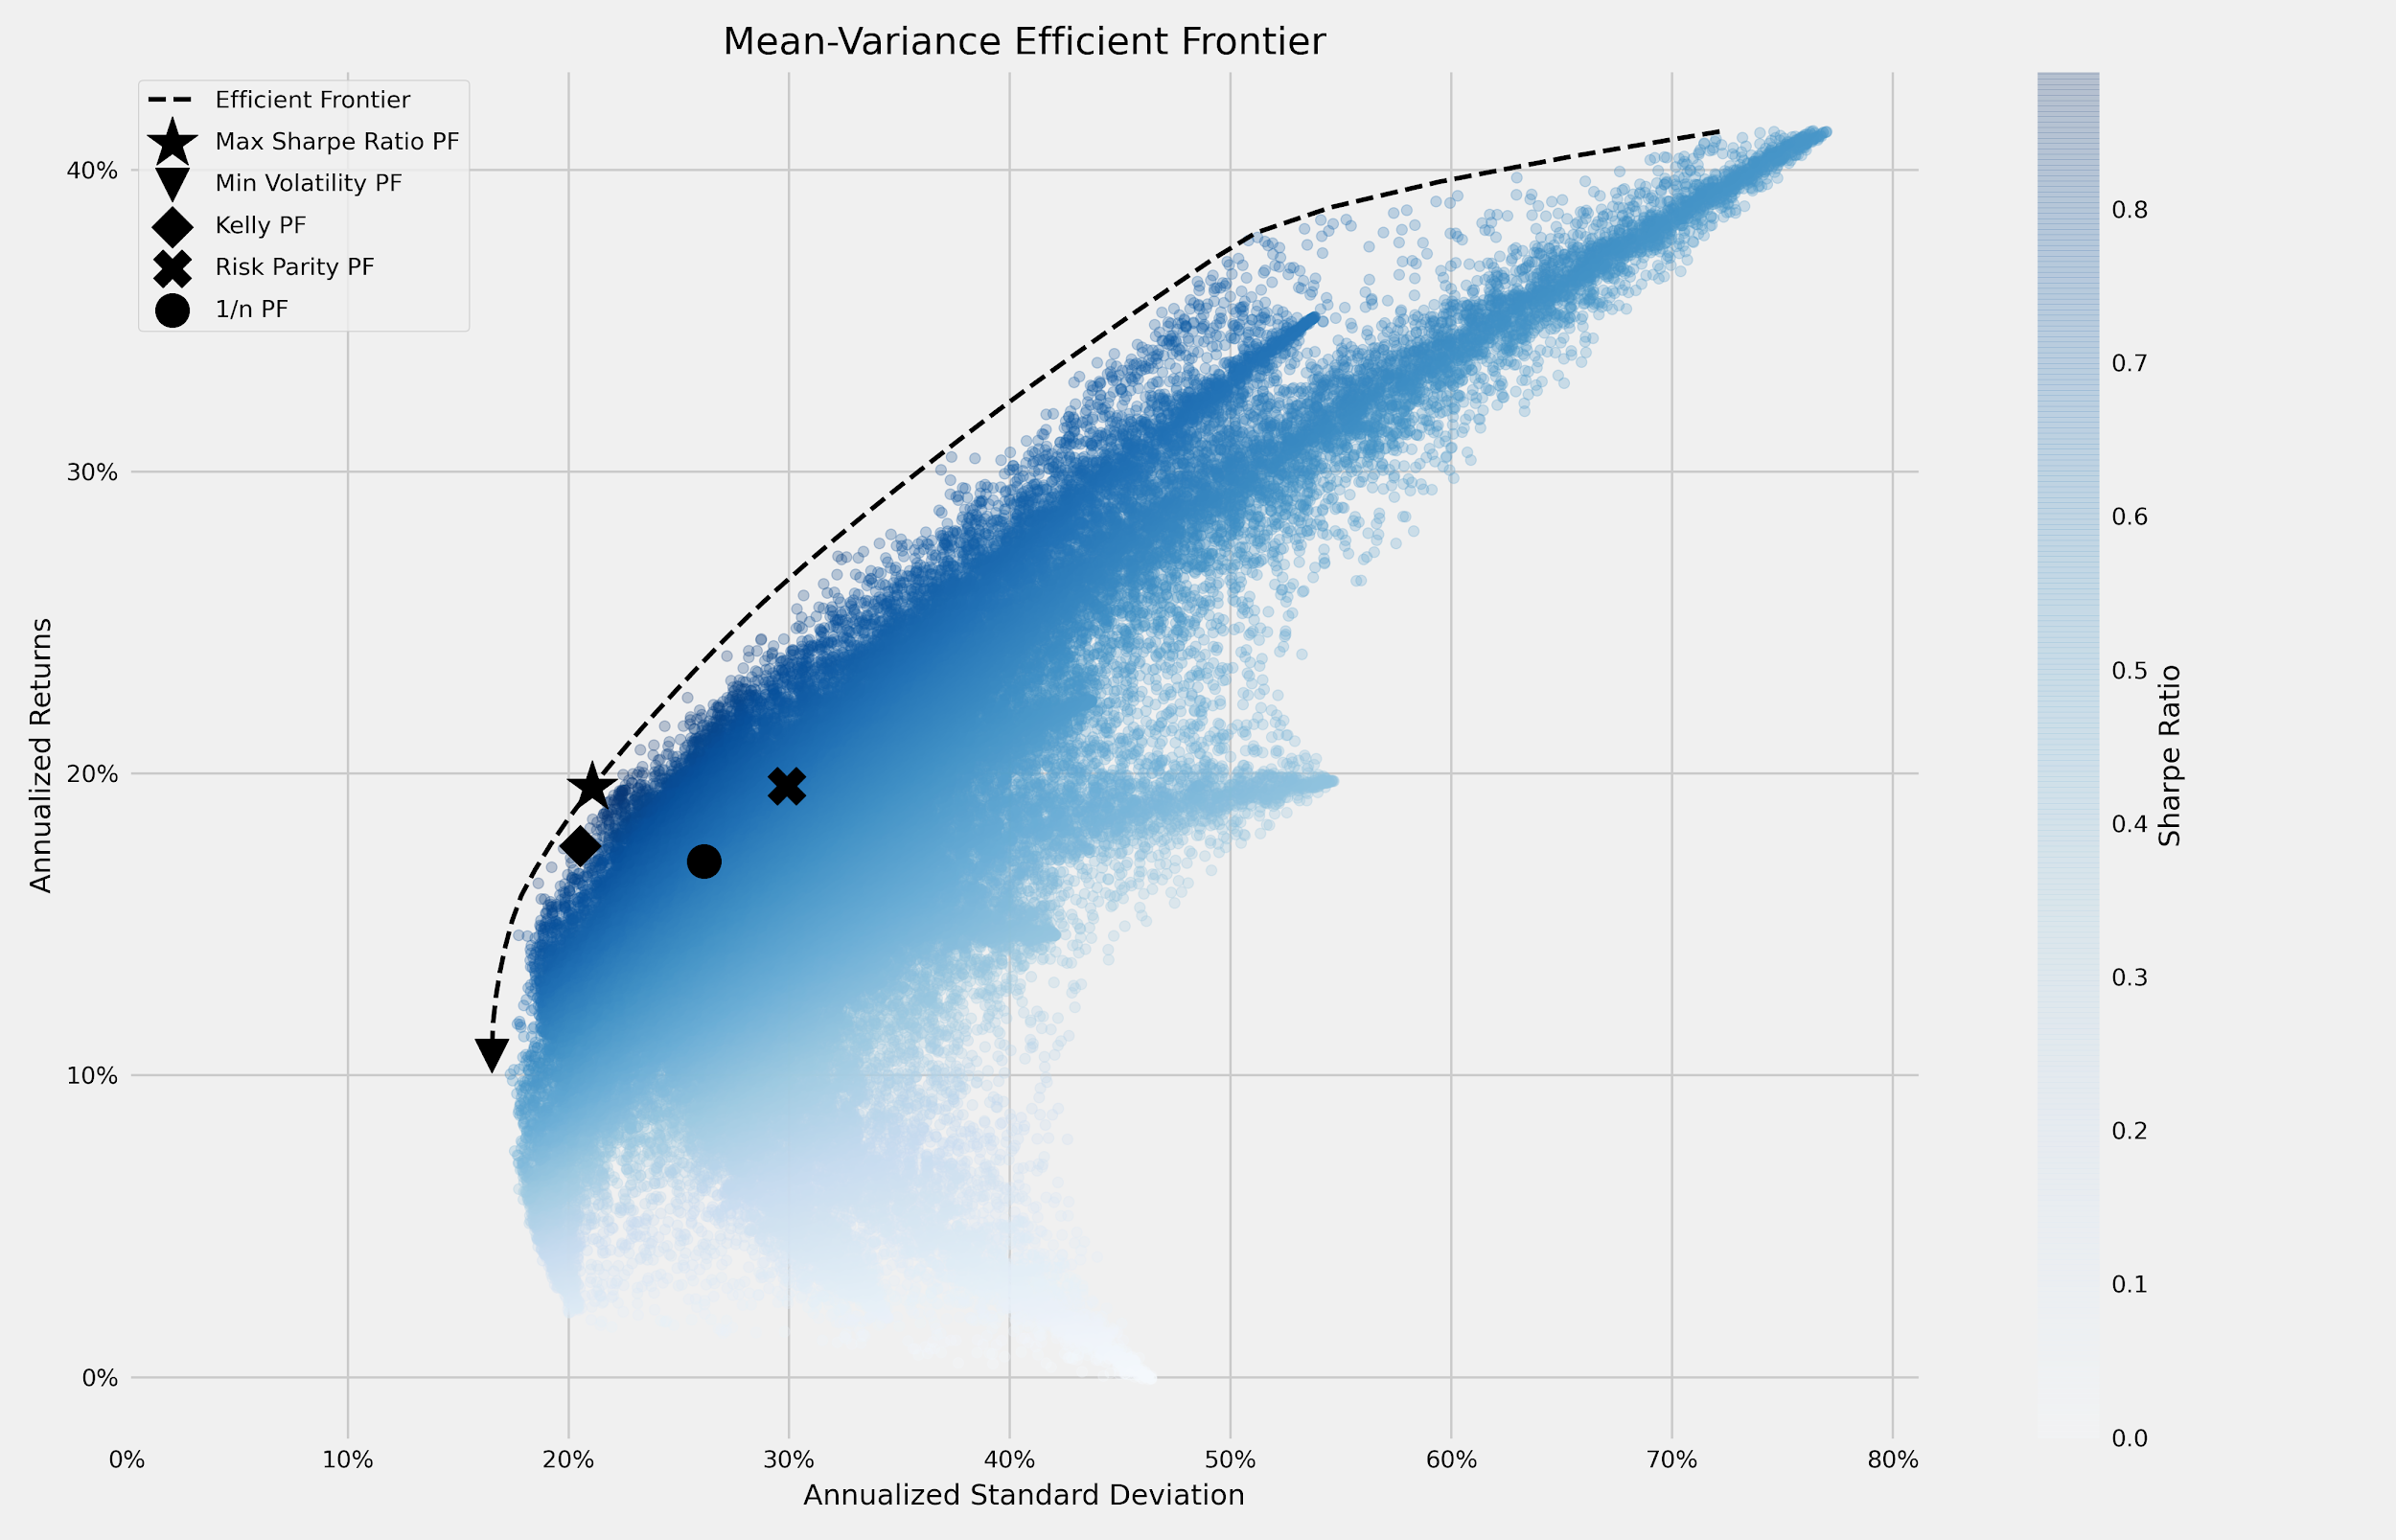 Mean-Variance Efficient Frontier
Efficient Frontier
Max Sharpe Ratio PF
Min Volatility PF
Kelly PF
Risk Parity PF
1/n PF
Annualized Returns
40%
30%
20%
10%
0%
0% 10% 20% 30% 40% 50% 60% 70% 80%
Annualized Standard Deviation
0.8
0.7
0.6
0.5
0.4
0.3
0.2
0.1
0.0
Sharpe Ratio